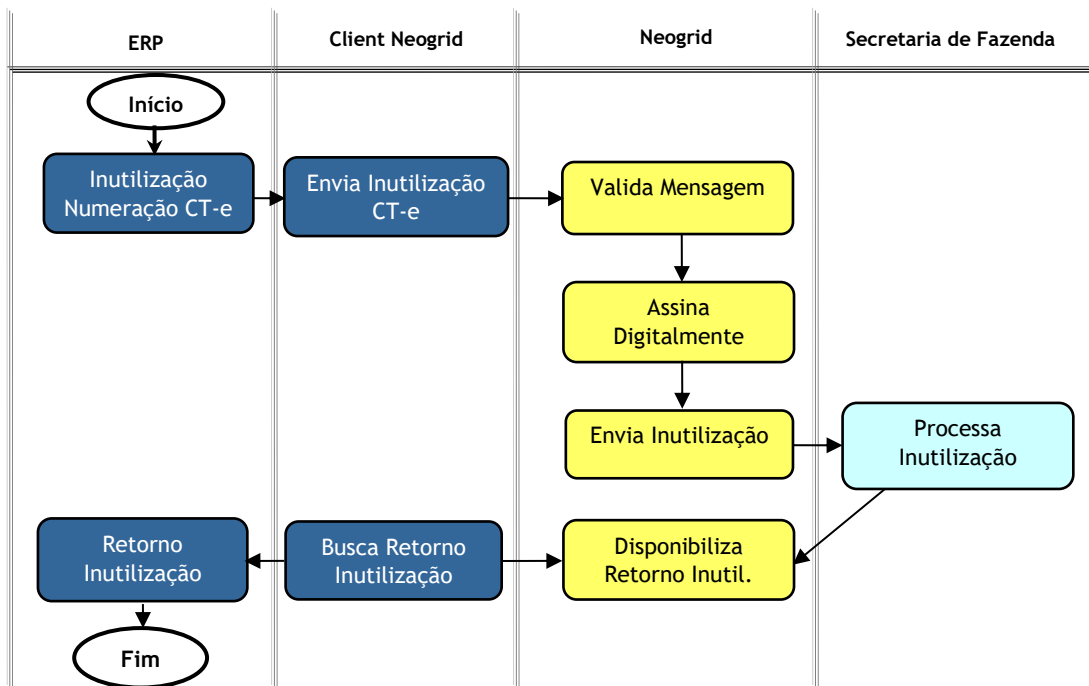 ERP
Client Neogrid
Neogrid
Secretaria de Fazenda
Início
Inutilização
Numeração CT-e
Envia Inutilização
CT-e
Valida Mensagem
Assina
Digitalmente
Envia Inutilização
Processa
Inutilização
Retorno
Inutilização
Busca Retorno
Inutilização
Disponibiliza
Retorno Inutil.
Fim